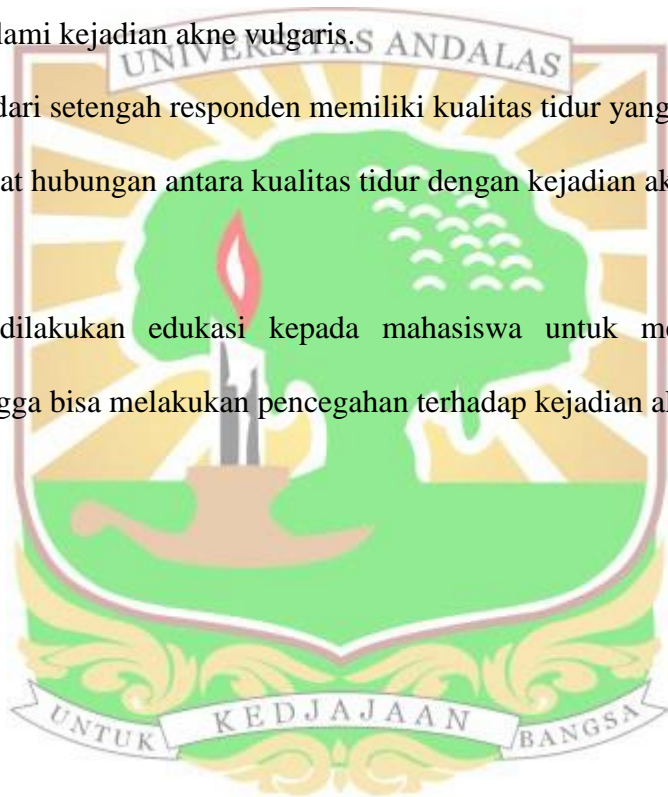 lami kejadian akne vulgaris.
UNIVERSITAS ANDALAS
dari setengah responden memiliki kualitas tidur yang
at hubungan antara kualitas tidur dengan kejadian ak
dilakukan edukasi kepada mahasiswa untuk me
gga bisa melakukan pencegahan terhadap kejadian a
UNTUK KEDJAJAAN BANGSA